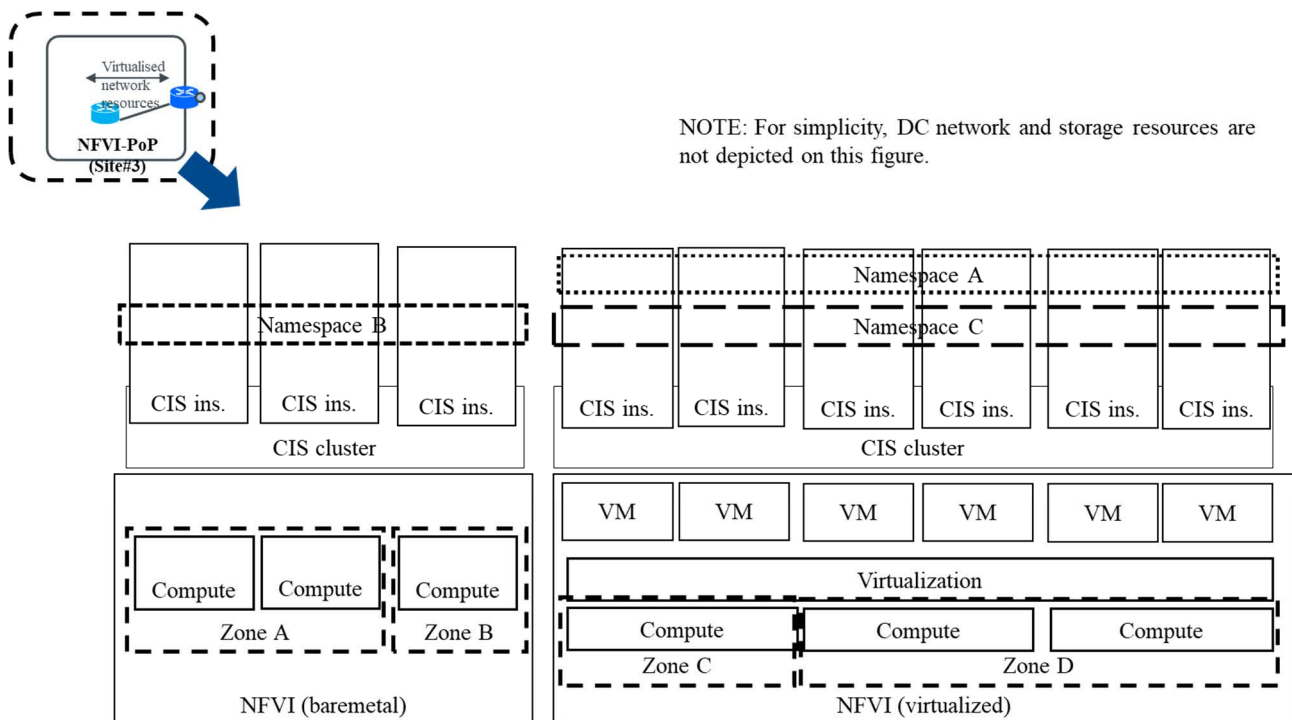 Virtualised
network
resources
NFVI-PoP
(Site#3)
NOTE: For simplicity, DC network and storage resources are
not depicted on this figure.
Namespace A
Namespace B
Namespace C
CIS ins.
CIS ins.
CIS ins.
CIS ins.
CIS ins.
CIS ins.
CIS ins.
CIS ins.
CIS ins.
CIS cluster
CIS cluster
VM
VM
VM
VM
VM
VM
Compute
Compute
Compute
Virtualization
Zone A
Zone B
Compute
Compute
Compute
Zone C
Zone D
NFVI (baremetal)
NFVI (virtualized)